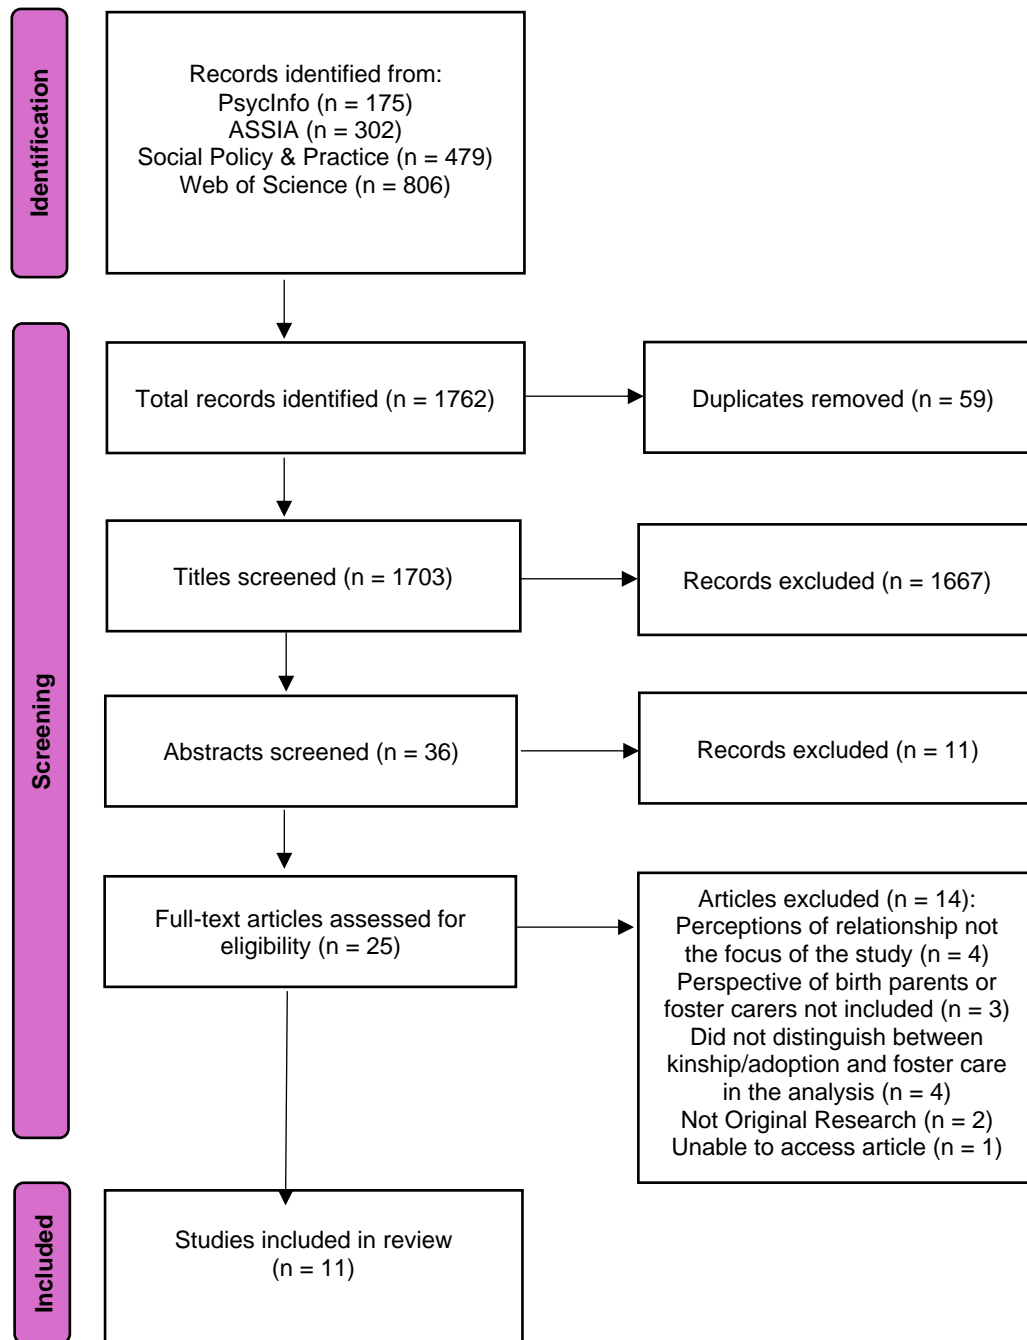 Identification
Records identified from:
PsycInfo (n = 175)
ASSIA (n = 302)
Social Policy & Practice (n = 479)
Web of Science (n = 806)
Screening
Total records identified (n = 1762)
Duplicates removed (n = 59)
Titles screened (n = 1703)
Records excluded (n = 1667)
Abstracts screened (n = 36)
Records excluded (n = 11)
Full-text articles assessed for
eligibility (n = 25)
Articles excluded (n = 14):
Perceptions of relationship not
the focus of the study (n = 4)
Perspective of birth parents or
foster carers not included (n = 3)
Did not distinguish between
kinship/adoption and foster care
in the analysis (n = 4)
Not Original Research (n = 2)
Unable to access article (n = 1)
Included
Studies included in review
(n = 11)